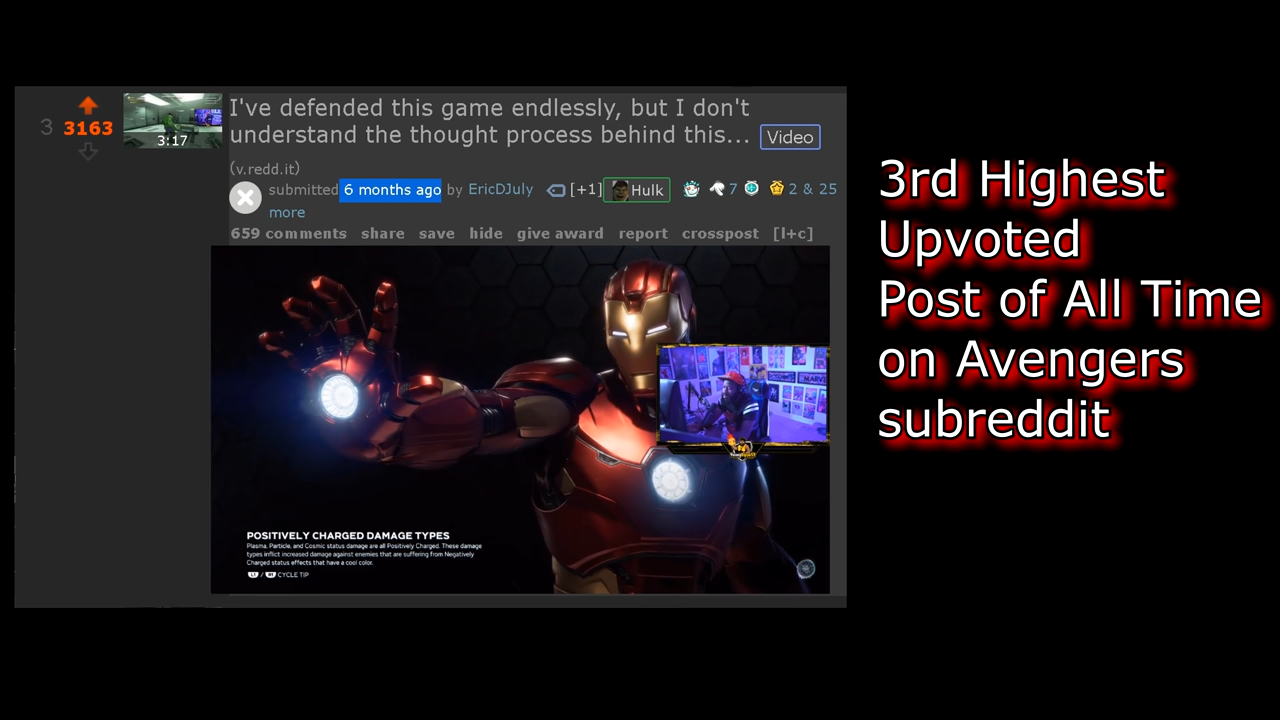 3
3163
3:17
I've defended this game endlessly, but I don't
understand the thought process behind this...
Video
(v.redd.it)
submitted 6 months ago by EricDJuly [+1] Hulk 7 2 & 25
more
659 comments share save hide give award report crosspost [l+c]
POSITIVELY CHARGED DAMAGE TYPES
Plasma, Particle, and Cosmic status damage are all Positively Charged. These damage
types inflict increased damage against enemies that are suffering from Negatively
Charged status effects that have a cool color.
L1 / R1 CYCLE TIP
MARVEL
3rd Highest
Upvoted
Post of All Time
on Avengers
subreddit